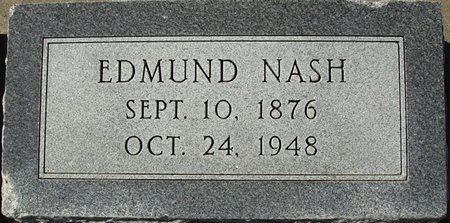 EDMUND NASH
SEPT. 10, 1876
OCT. 24, 1948